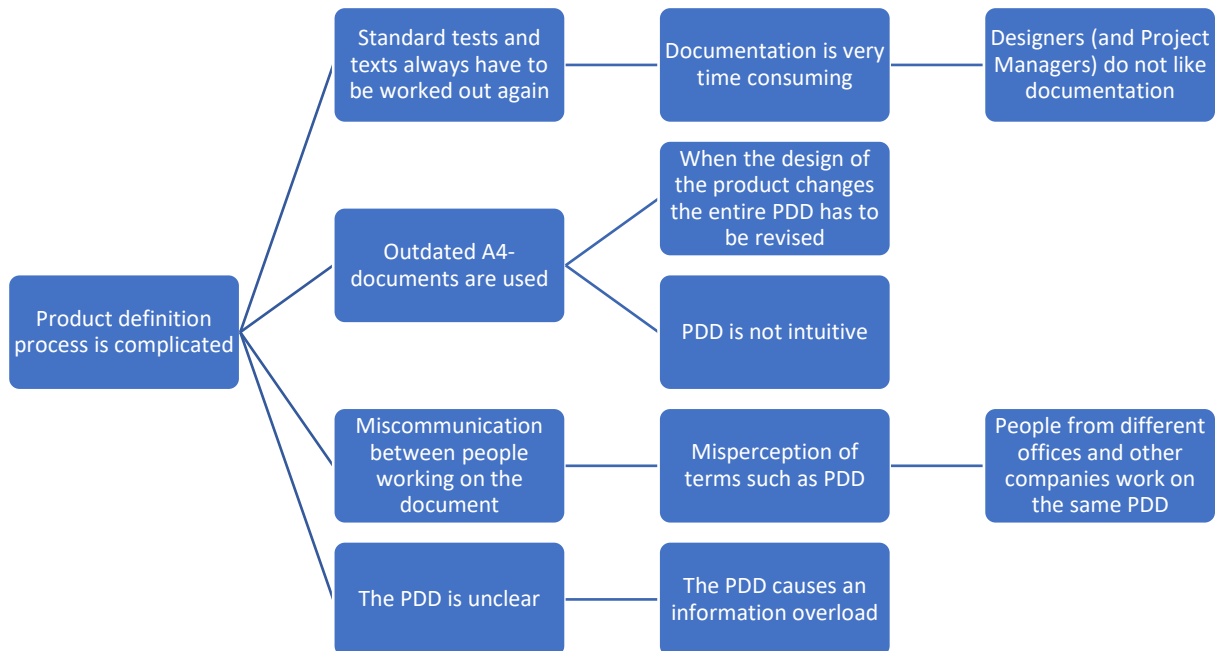 Standard tests and
texts always have to
be worked out again
Documentation is very
time consuming
Designers (and Project
Managers) do not like
documentation
When the design of
the product changes
the entire PDD has to
be revised
Outdated A4-
documents are used
Product definition
process is complicated
PDD is not intuitive
Miscommunication
between people
working on the
document
Misperception of
terms such as PDD
People from different
offices and other
companies work on
the same PDD
The PDD is unclear
The PDD causes an
information overload